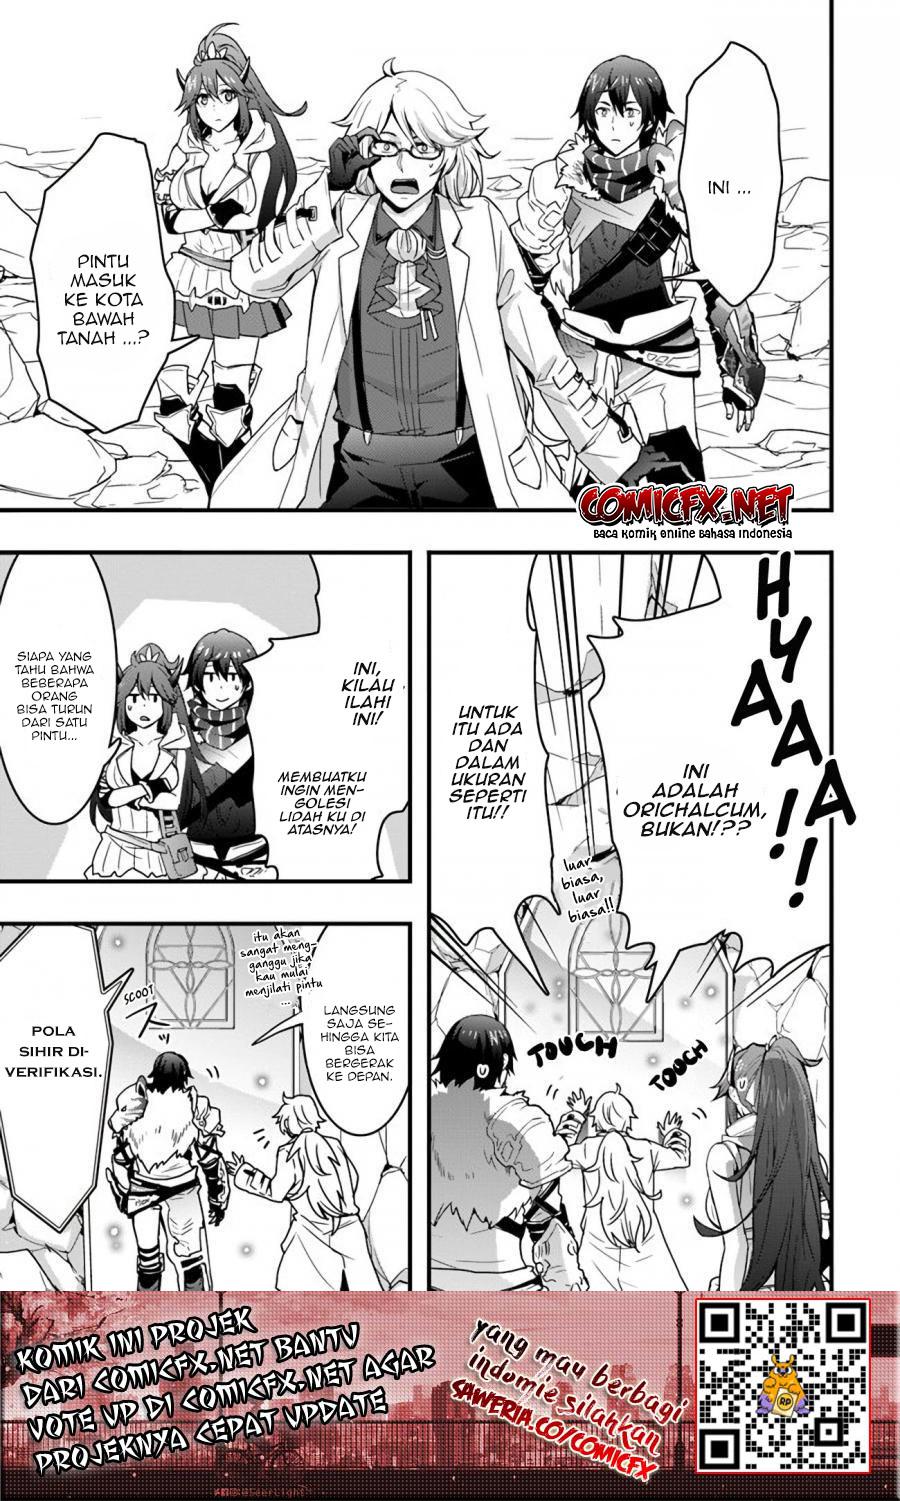 INI ...
PINTU
MASUK
KE KOTA
BAWAH
TANAH ...?
COMICFX.NET
Baca Komik Online Bahasa Indonesia
HYAAAA!!
INI
ADALAH
ORICHALCUM,
BUKAN!??
UNTUK
ITU ADA
DAN
DALAM
UKURAN
SEPERTI
ITU!!
luar
biasa,
luar
biasa!!
TOUCH
TOUCH
INI,
KILAU
ILAHI
INI!
MEMBUATKU
INGIN MEN-
GOLESI
LIDAH KU DI
ATASNYA!
SIAPA YANG
TAHU BAHWA
BEBERAPA
ORANG
BISA TURUN
DARI SATU
PINTU...
itu akan
sangat meng-
ganggu jika
kau mulai
menjilati pintu
...
LANGSUNG
SAJA SE-
HINGGA KITA
BISA
BERGERAK
KE DEPAN.
SCOOT
POLA
SIHIR DI-
VERIFIKASI.
KOMIK INI PROJEK
DARI COMICFX.NET BANTU
VOTE UP DI COMICFX.NET AGAR
PROJEKNYA CEPAT UPDATE
yang mau berbagi
indomie silahkan
SAWERIA.CO/COMICFX
RP
@SeerLight